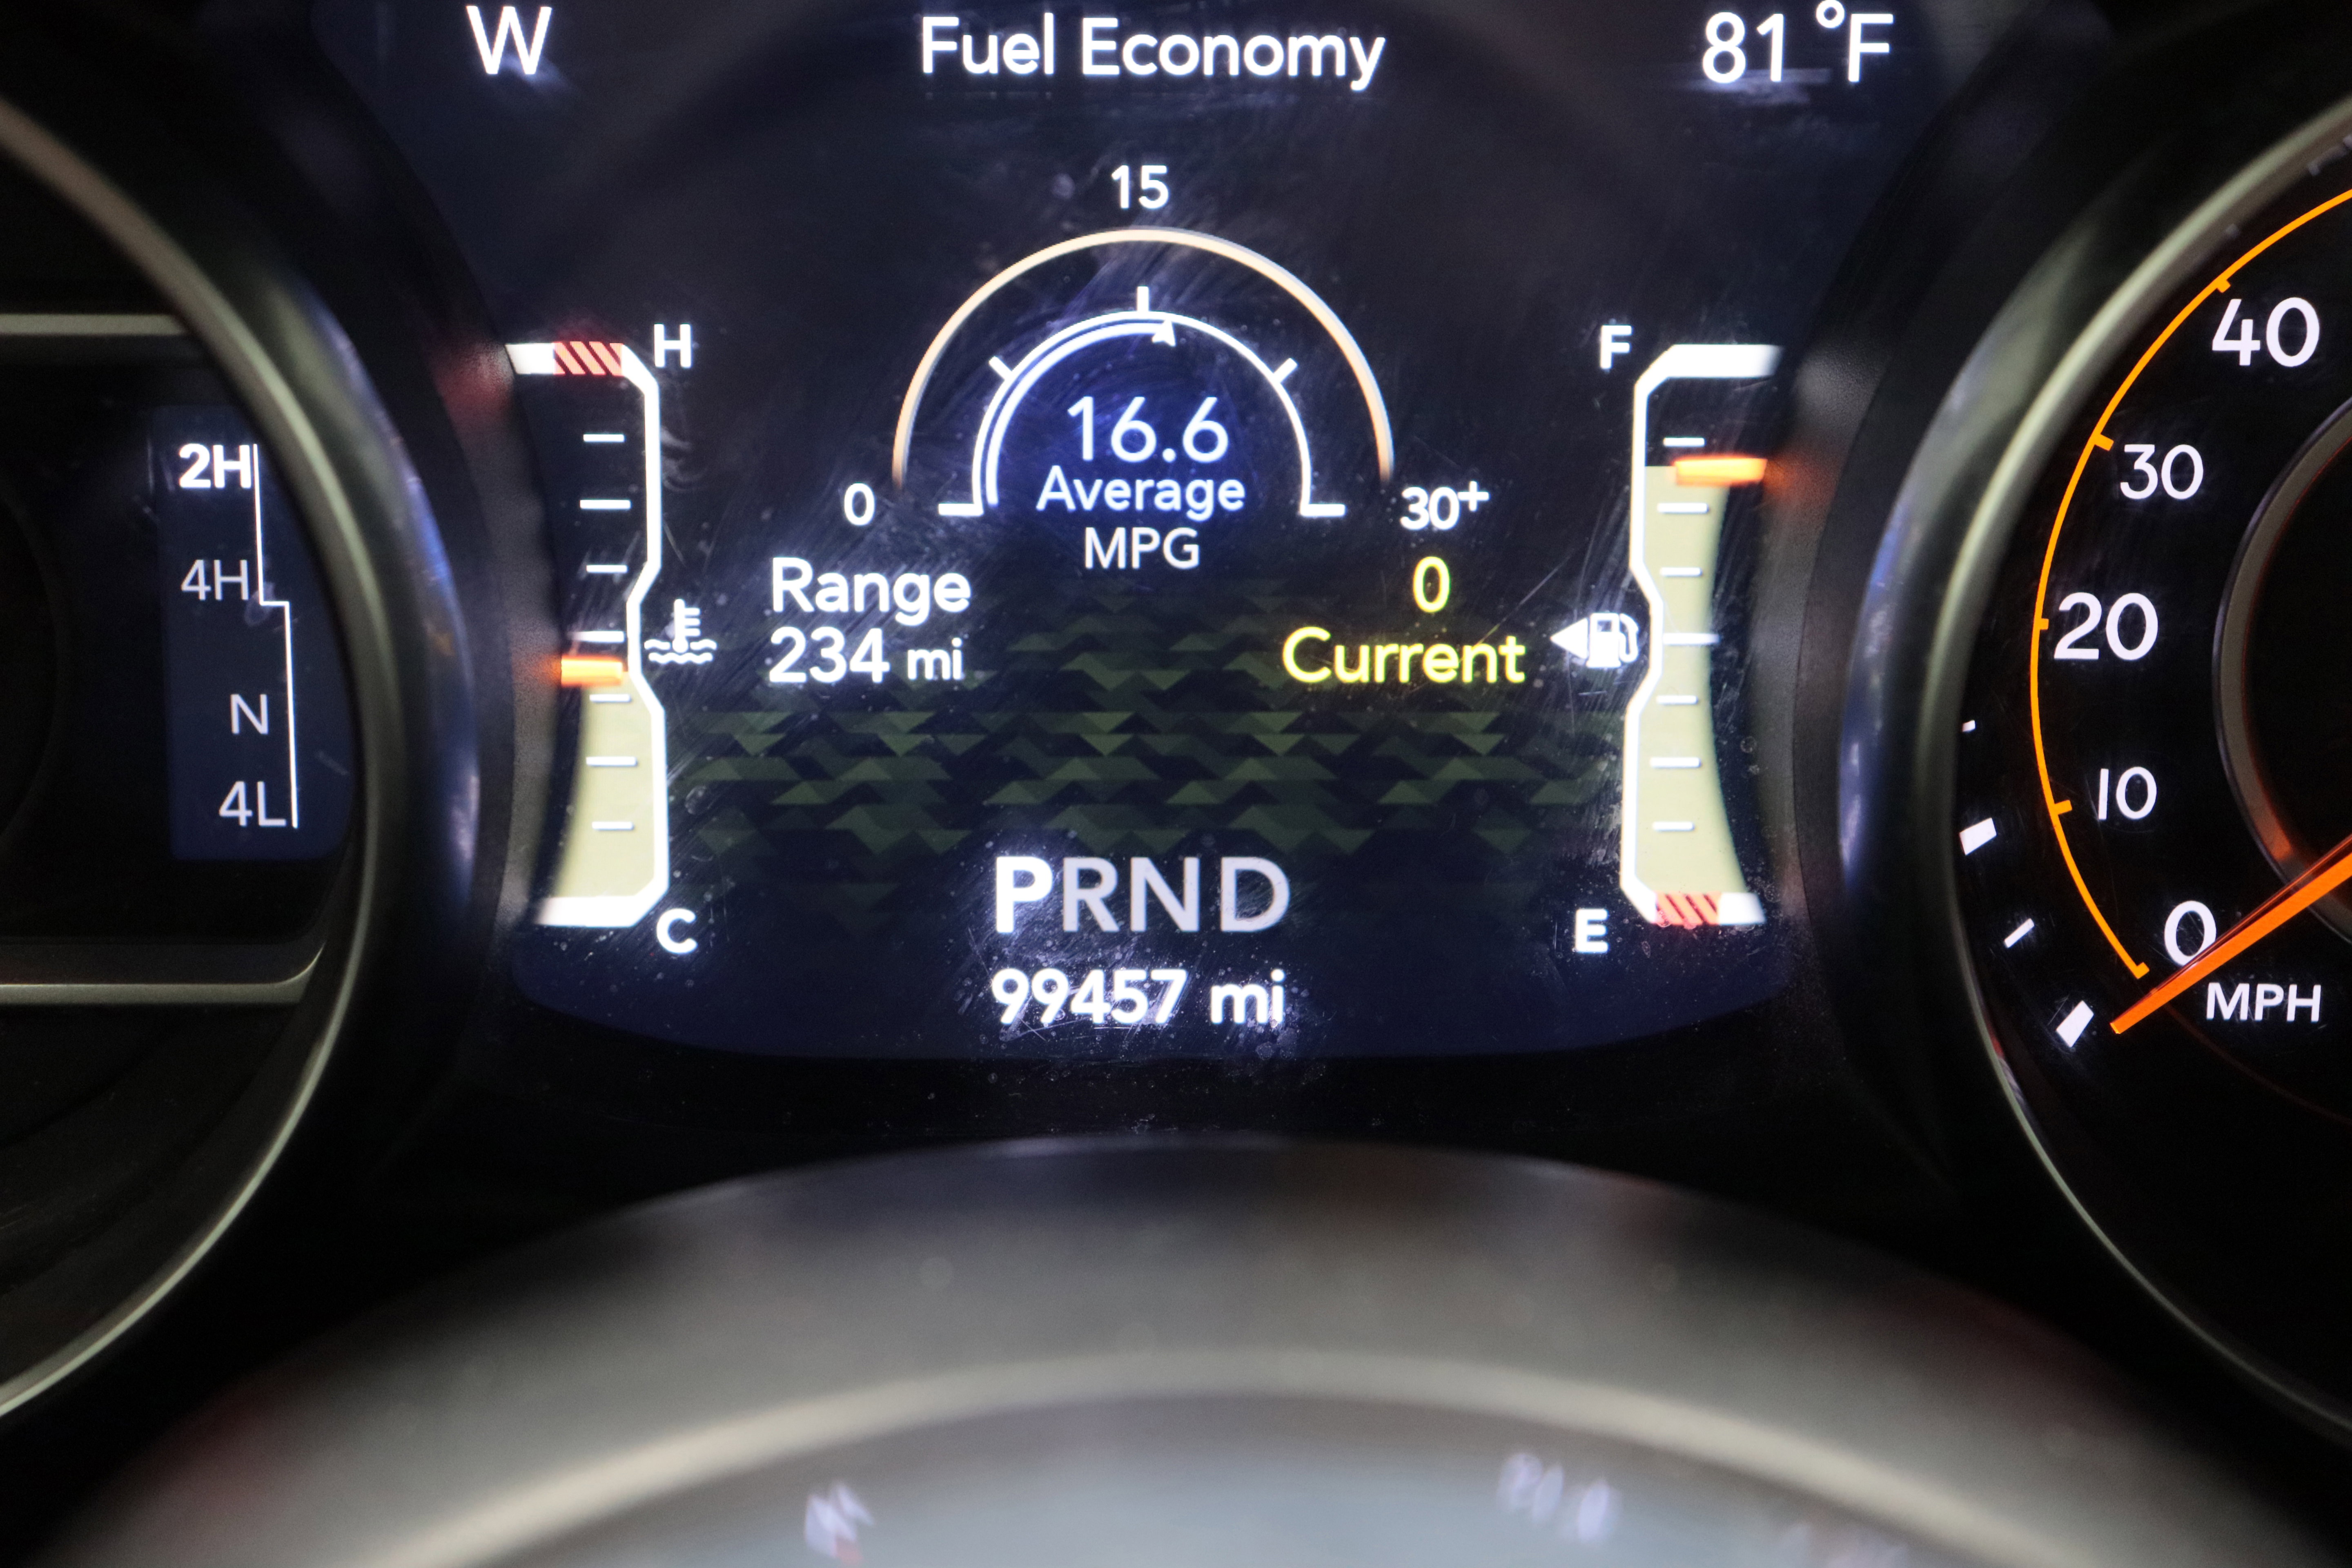 W
Fuel Economy
81 °F
15
H
F
40
16.6
Average
MPG
0
30+
2H
30
4H
Range
234 mi
0
Current
20
N
4L
10
PRND
C
E
0
99457 mi
MPH